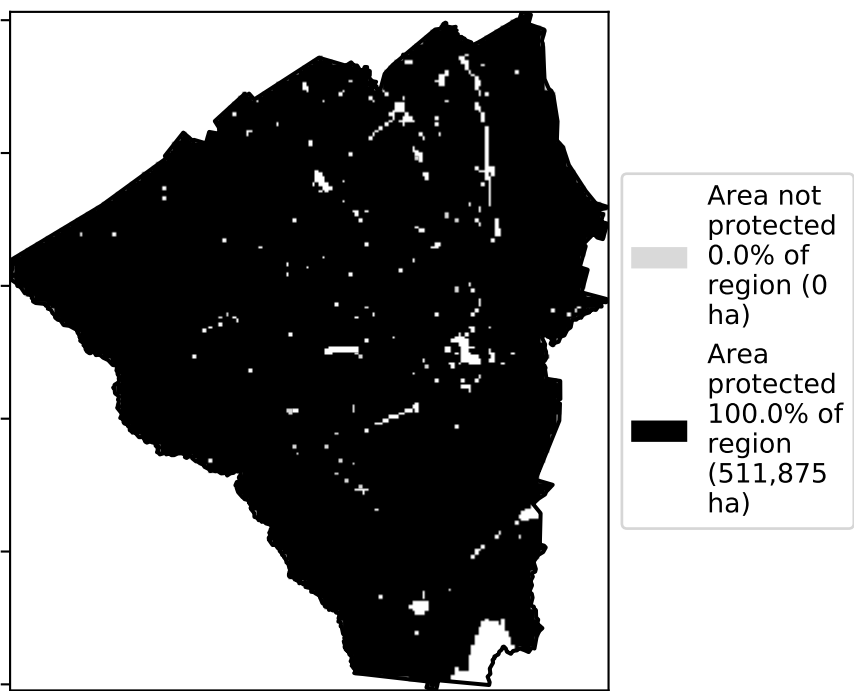 Area not
protected
0.0% of
region (0
ha)
Area
protected
100.0% of
region
(511,875
ha)